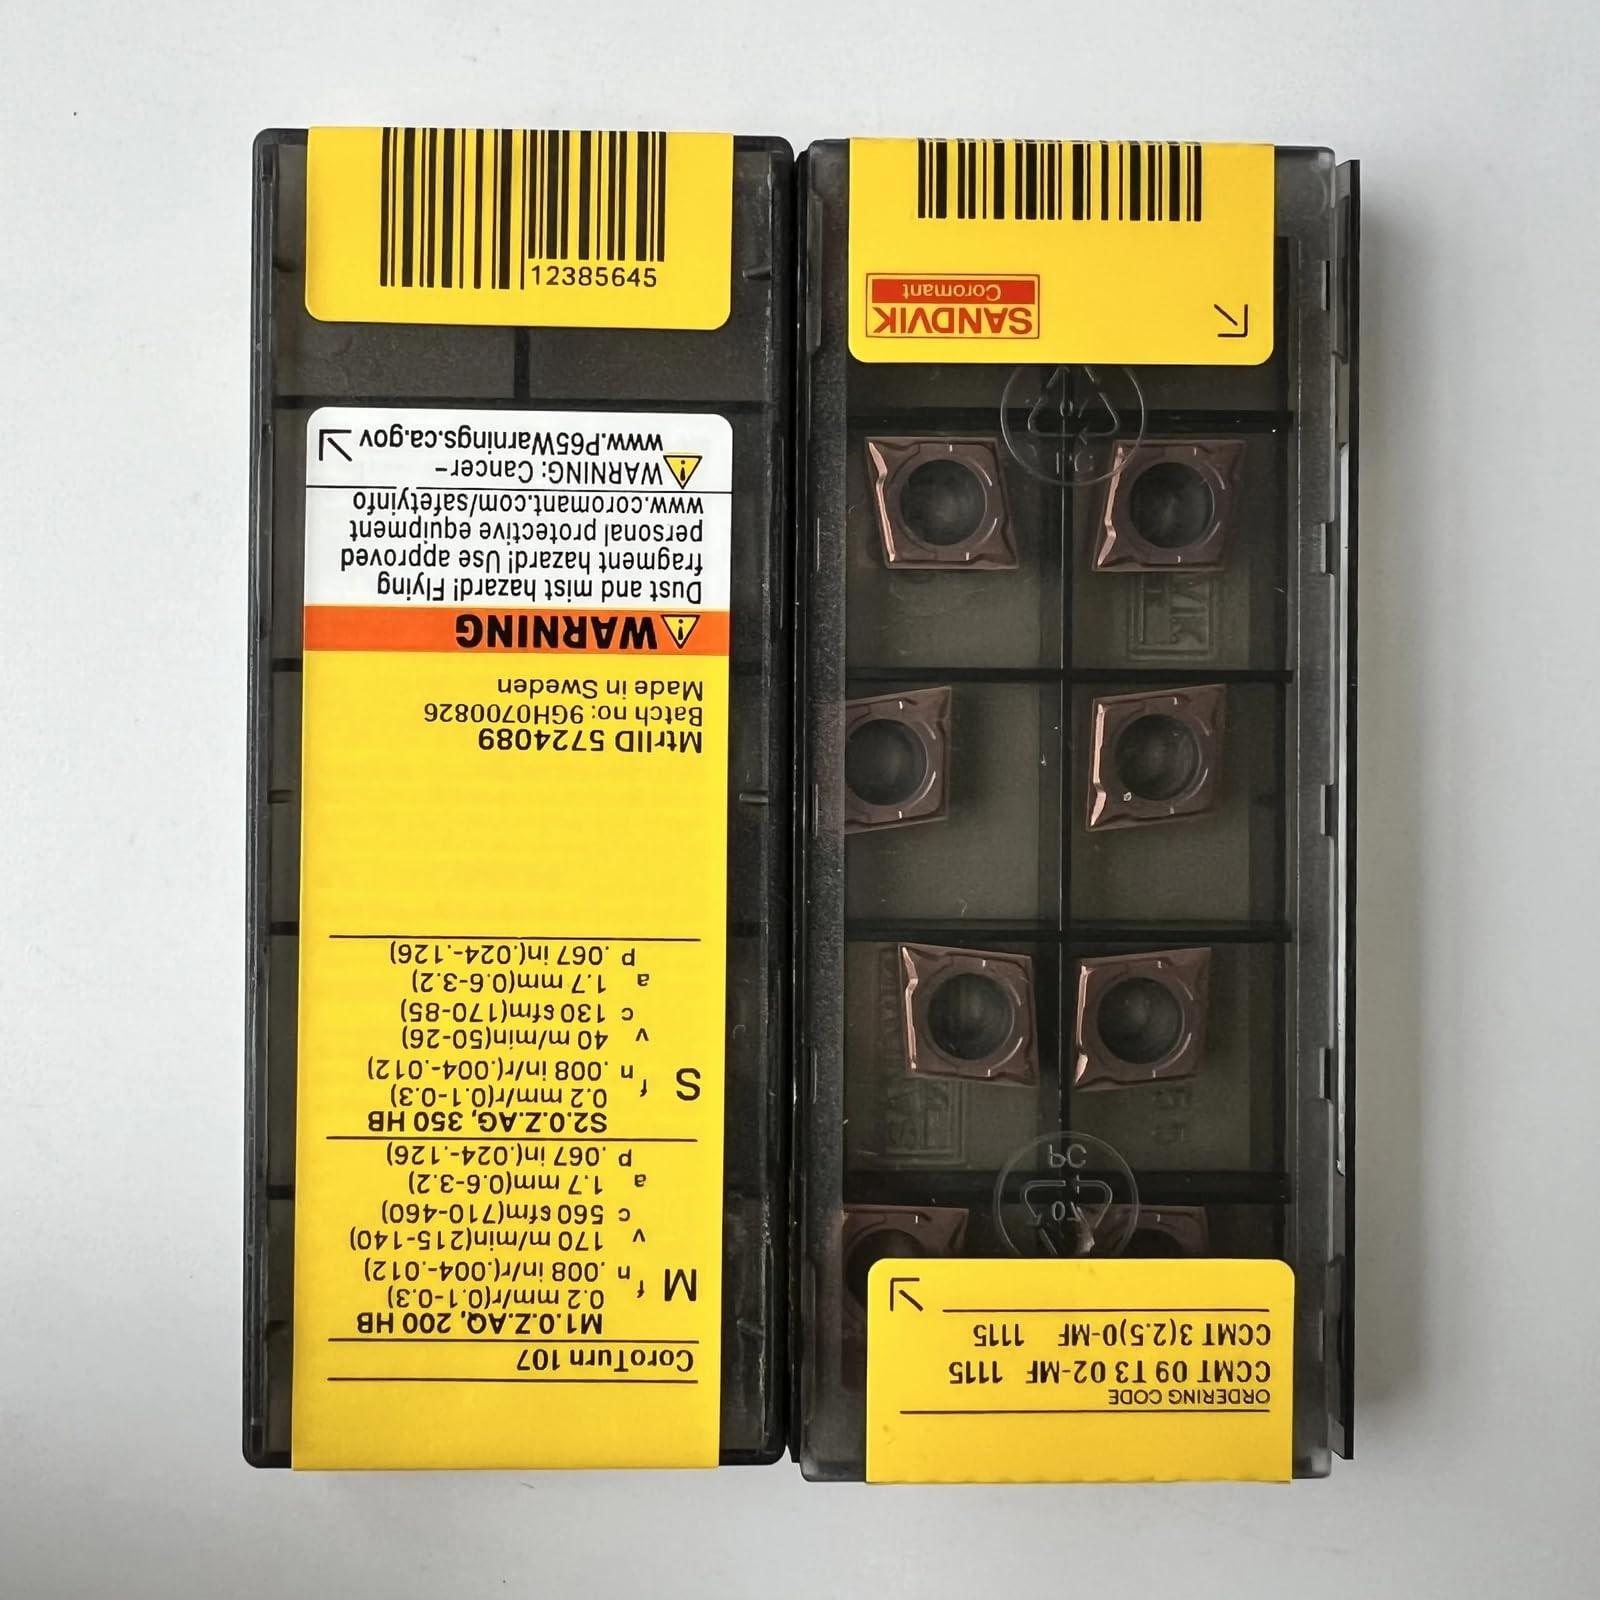 12385645
CoroTurn 107
M1.0.Z.AQ, 200 HB
M
f
n
0.2 mm/r(0.1-0.3)
.008 in/r(.004-.012)
v
c
170 m/min(215-140)
560 sfm(710-460)
a
p
1.7 mm(0.6-3.2)
.067 in(.024-.126)
S2.0.Z.AG, 350 HB
S
f
n
0.2 mm/r(0.1-0.3)
.008 in/r(.004-.012)
v
c
40 m/min(50-26)
130 sfm(170-85)
a
p
1.7 mm(0.6-3.2)
.067 in(.024-.126)
MtrlID 5724089
Batch no: 9GH0700826
Made in Sweden
WARNING
Dust and mist hazard! Flying
fragment hazard! Use approved
personal protective equipment
www.coromant.com/safetyinfo
WARNING: Cancer-
www.P65Warnings.ca.gov
ORDERING CODE
CCMT 09 T3 02-MF 1115
CCMT 3(2.5)0-MF 1115
07
PC
SANDVIK
Coromant